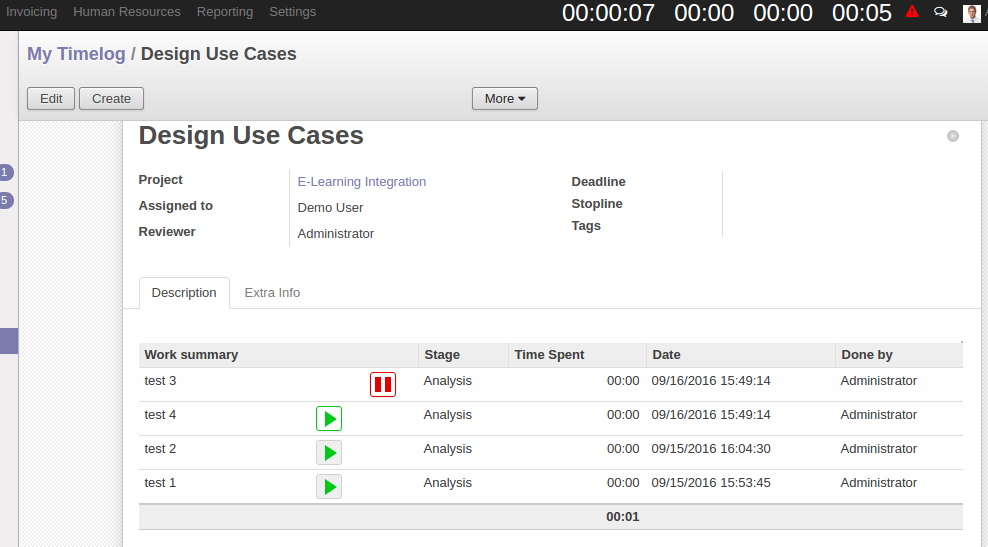 Invoicing Human Resources Reporting Settings 00:00:07 00:00 00:00 00:05
My Timelog / Design Use Cases
Edit Create More
Design Use Cases
1
5
Project E-Learning Integration Deadline
Assigned to Demo User Stopline
Reviewer Administrator Tags
Description Extra Info
Work summary Stage Time Spent Date Done by
test 3 Analysis 00:00 09/16/2016 15:49:14 Administrator
test 4 Analysis 00:00 09/16/2016 15:49:14 Administrator
test 2 Analysis 00:00 09/15/2016 16:04:30 Administrator
test 1 Analysis 00:00 09/15/2016 15:53:45 Administrator
00:01